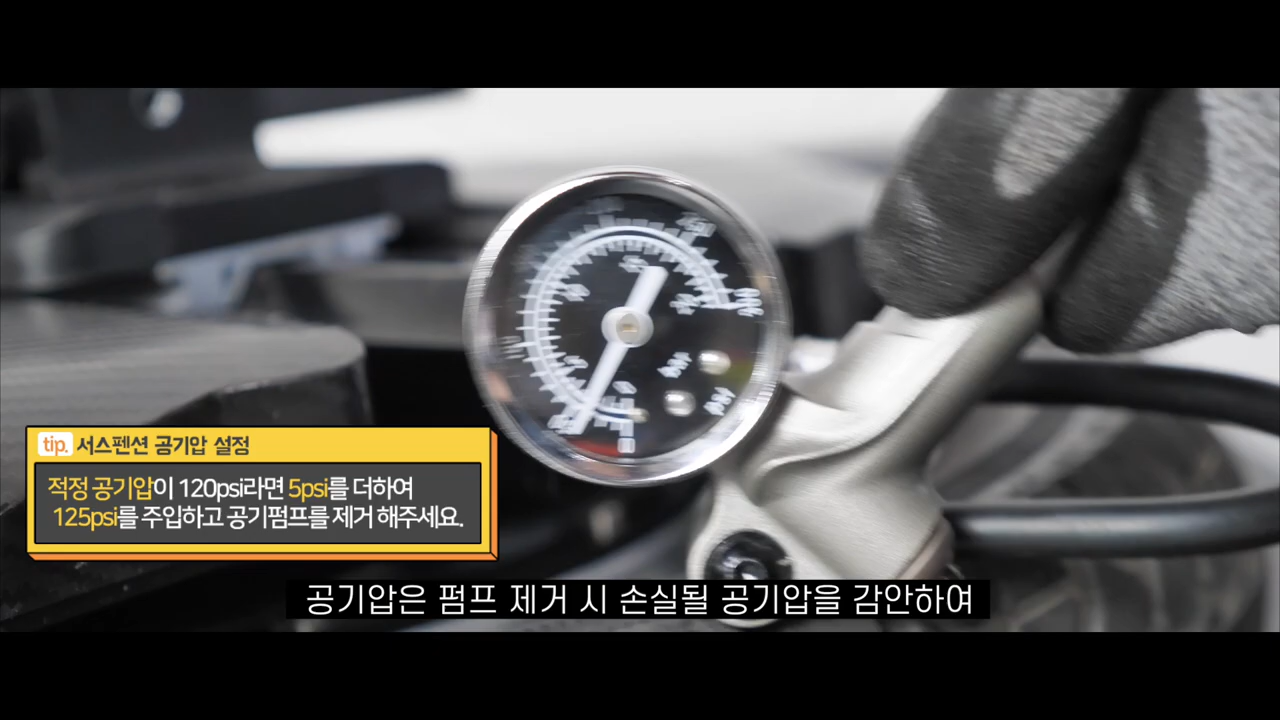 tip. 서스펜션 공기압 설정
적정 공기압이 120psi라면 5psi를 더하여
125psi를 주입하고 공기펌프를 제거 해주세요.
공기압은 펌프 제거 시 손실될 공기압을 감안하여